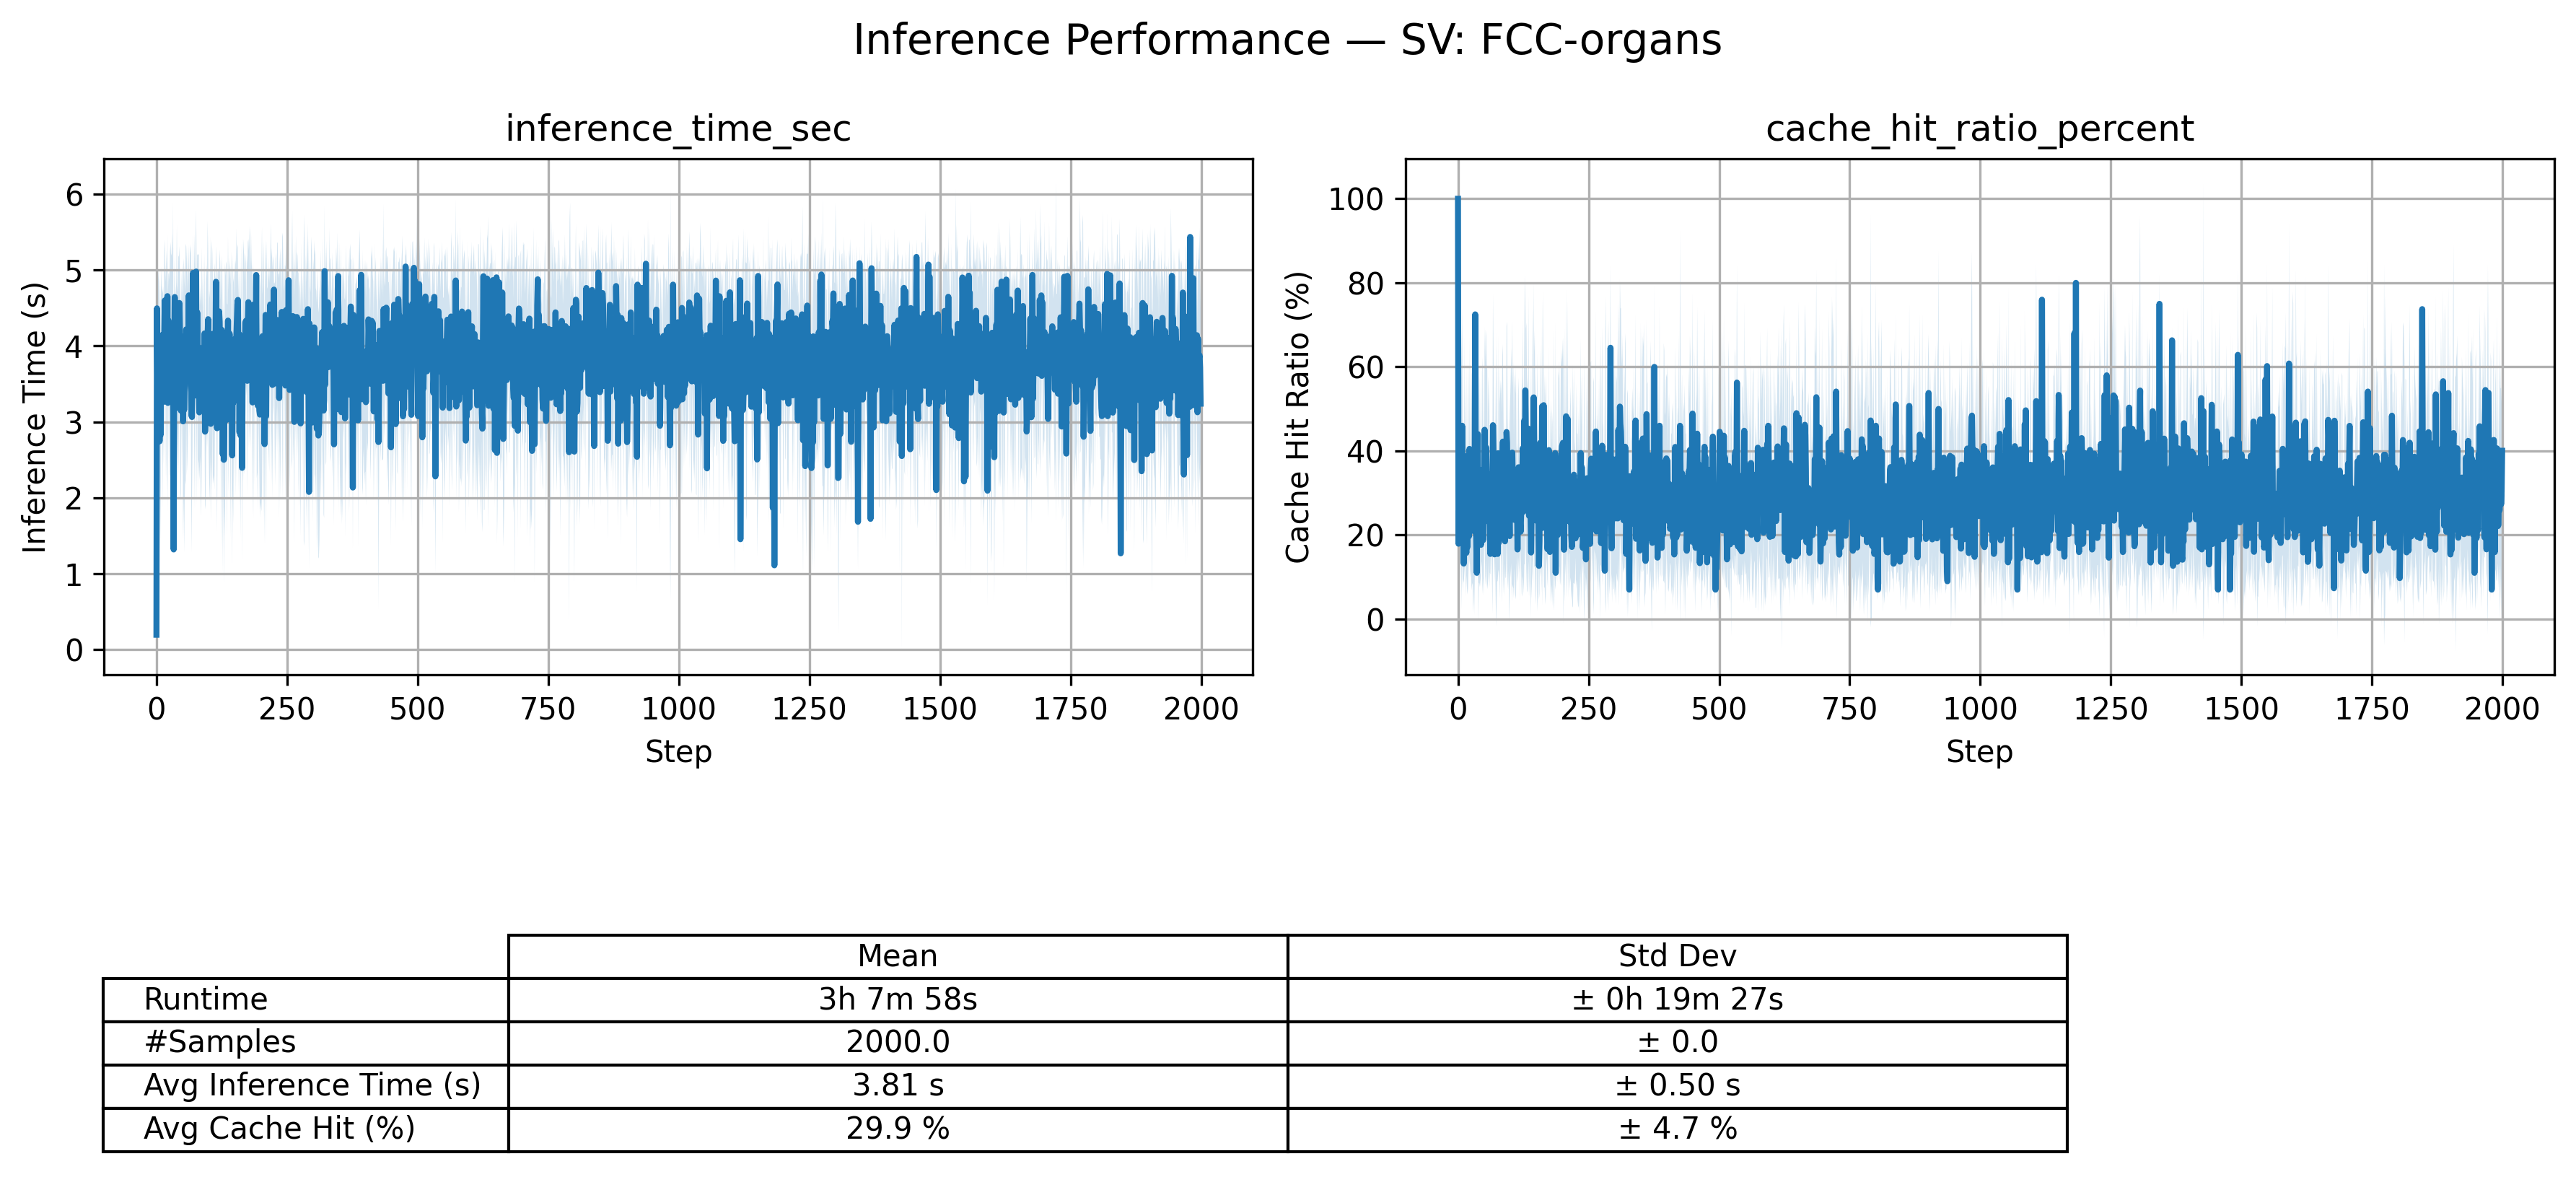 Inference Performance — SV: FCC-organs
inference_time_sec
Inference Time (s)
6
5
4
3
2
1
0
0 250 500 750 1000 1250 1500 1750 2000
Step
cache_hit_ratio_percent
Cache Hit Ratio (%)
100
80
60
40
20
0
0 250 500 750 1000 1250 1500 1750 2000
Step
Mean Std Dev
Runtime 3h 7m 58s ± 0h 19m 27s
#Samples 2000.0 ± 0.0
Avg Inference Time (s) 3.81 s ± 0.50 s
Avg Cache Hit (%) 29.9 % ± 4.7 %